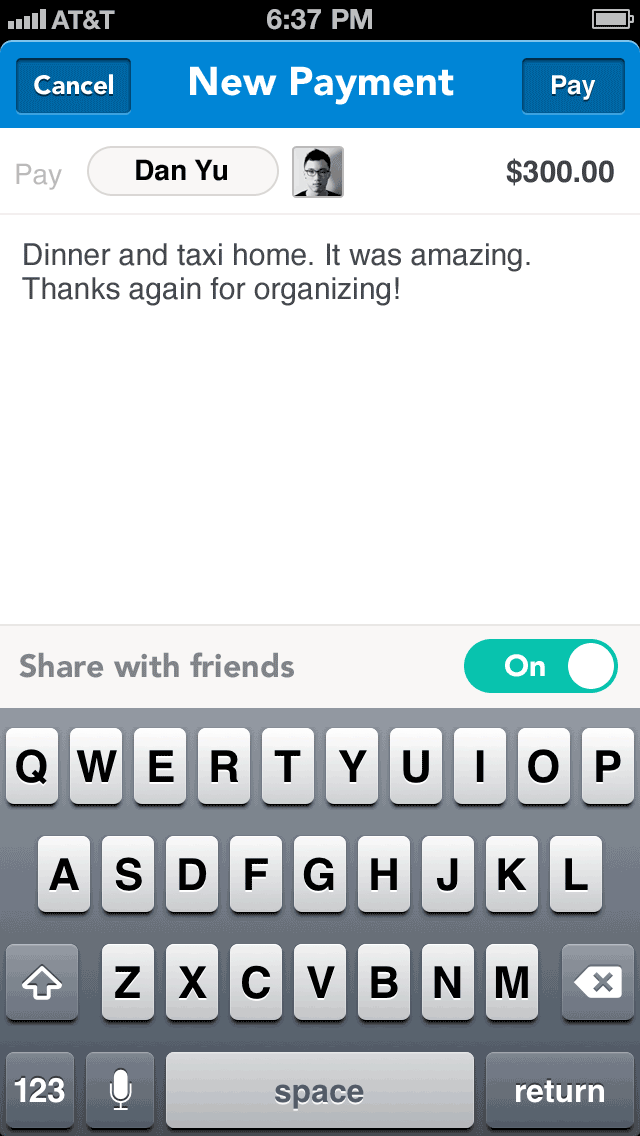 AT&T 6:37 PM
Cancel New Payment Pay
Pay Dan Yu $300.00
Dinner and taxi home. It was amazing.
Thanks again for organizing!
Share with friends On
Q W E R T Y U I O P
A S D F G H J K L
Z X C V B N M
123 space return